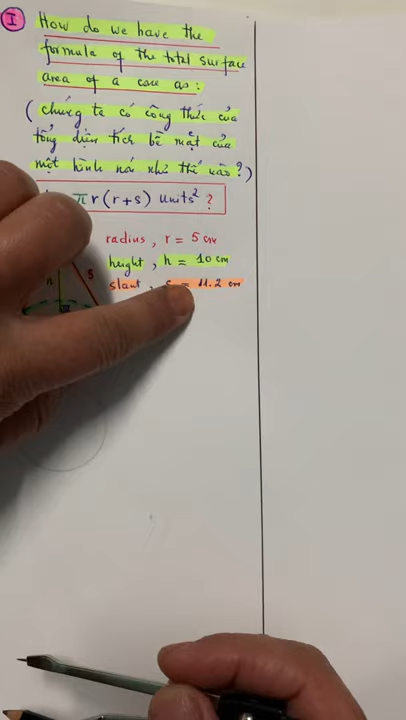 I
How do we have the
formula of the total surface
area of a cone as:
(chúng ta có công thức của
tổng diện tích bề mặt của
một hình nón như thế nào?)
πr(r+s) units² ?
radius, r = 5 cm
height, h = 10 cm
h s
slant, s = 11.2 cm